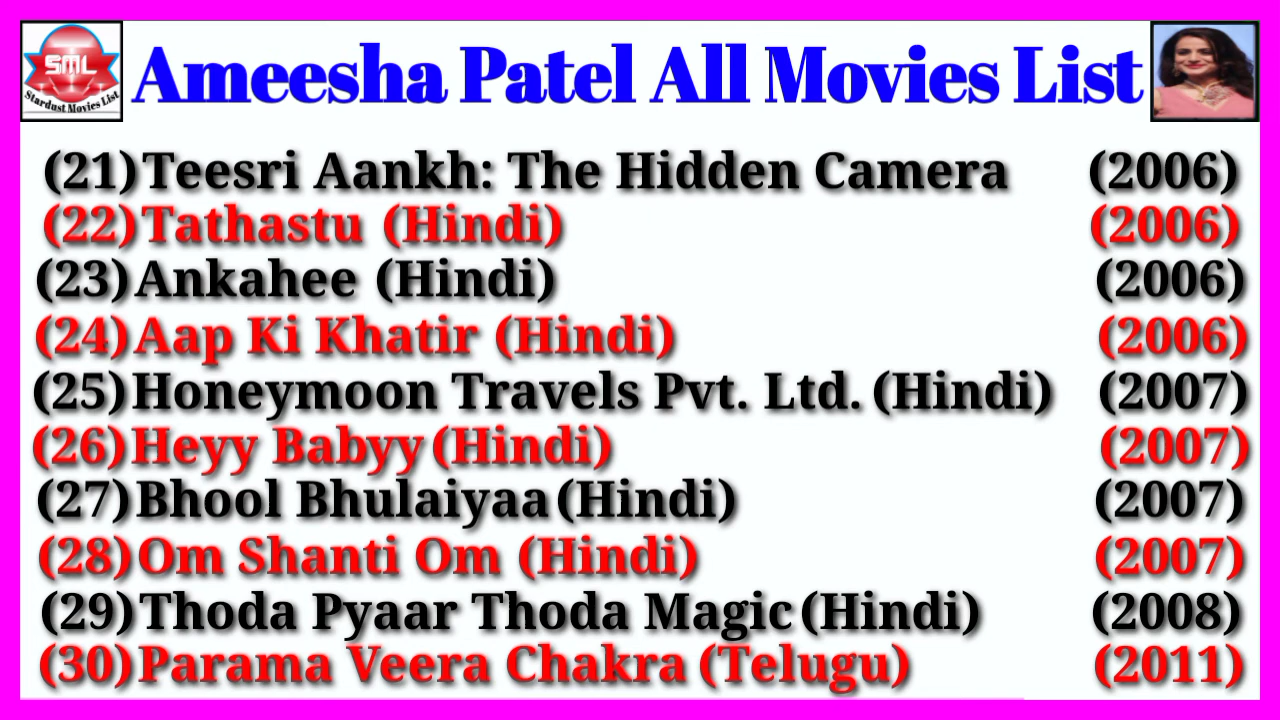 SML
Stardust Movies List
Ameesha Patel All Movies List
(21) Teesri Aankh: The Hidden Camera (2006)
(22) Tathastu (Hindi) (2006)
(23) Ankahee (Hindi) (2006)
(24) Aap Ki Khatir (Hindi) (2006)
(25) Honeymoon Travels Pvt. Ltd. (Hindi) (2007)
(26) Heyy Babyy (Hindi) (2007)
(27) Bhool Bhulaiyaa (Hindi) (2007)
(28) Om Shanti Om (Hindi) (2007)
(29) Thoda Pyaar Thoda Magic (Hindi) (2008)
(30) Parama Veera Chakra (Telugu) (2011)